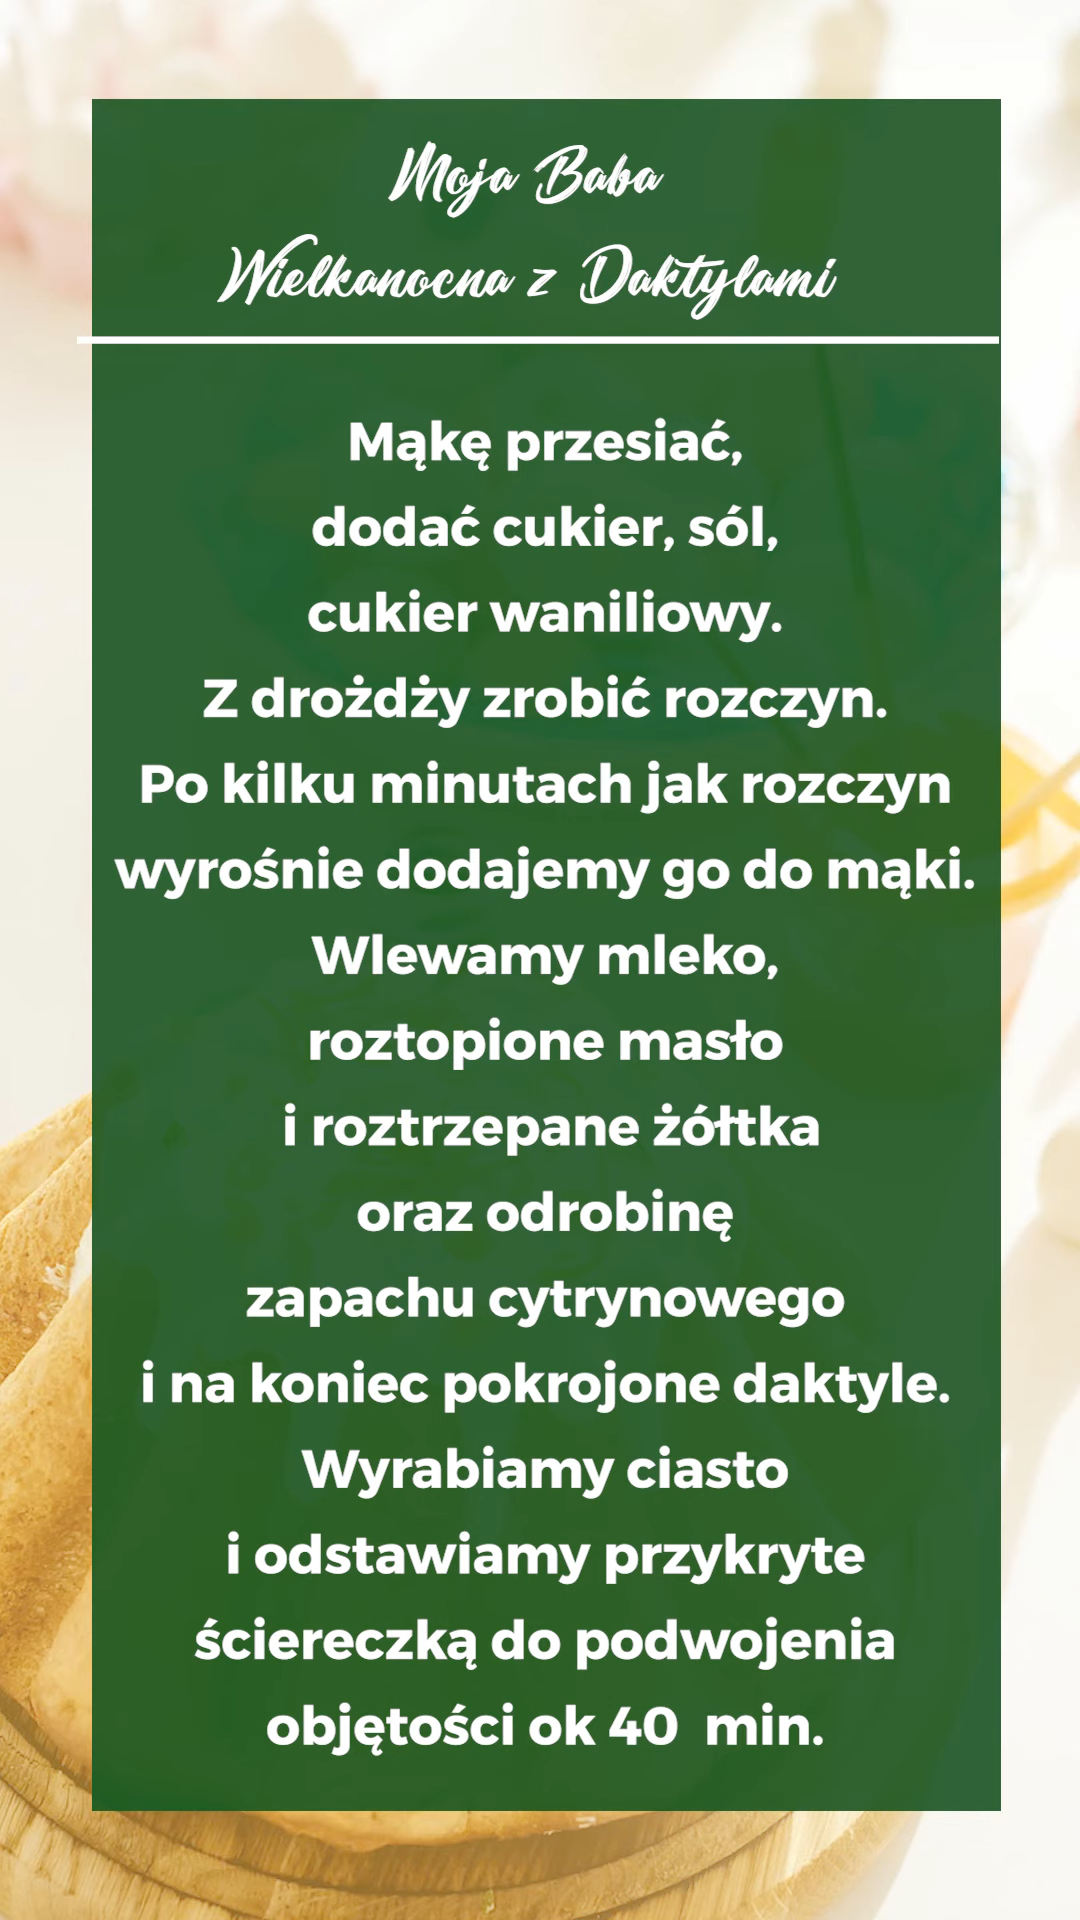 Moja Baba
Wielkanocna z Daktylami
Mąkę przesiać,
dodać cukier, sól,
cukier waniliowy.
Z drożdży zrobić rozczyn.
Po kilku minutach jak rozczyn
wyrośnie dodajemy go do mąki.
Wlewamy mleko,
roztopione masło
i roztrzepane żółtka
oraz odrobinę
zapachu cytrynowego
i na koniec pokrojone daktyle.
Wyrabiamy ciasto
i odstawiamy przykryte
ściereczką do podwojenia
objętości ok 40  min.